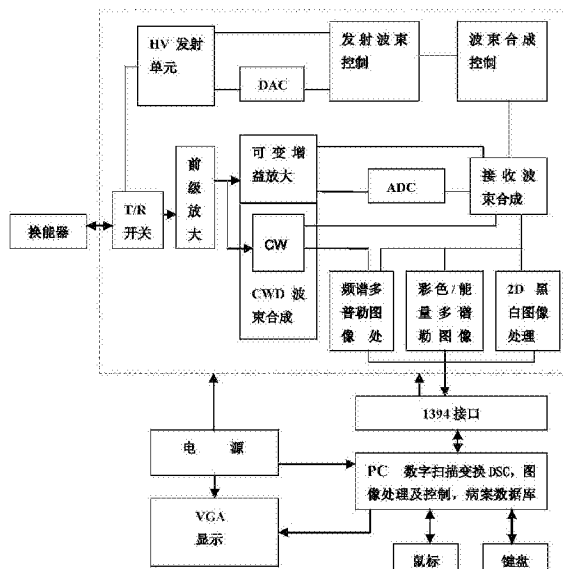 HV 发射
单元
发射波束
控制
波束合成
控制
DAC
可变增
益放大
前
级
放
大
ADC
接收波
束合成
T/R
开关
换能器
CW
CWD 波
束合成
频谱多
普勒图
像处
彩色/能
量多谱
勒图像
2D 黑
白图像
处理
1394 接口
电 源
PC 数字扫描变换 DSC, 图
像处理及控制, 病案数据库
VGA
显示
鼠标
键盘